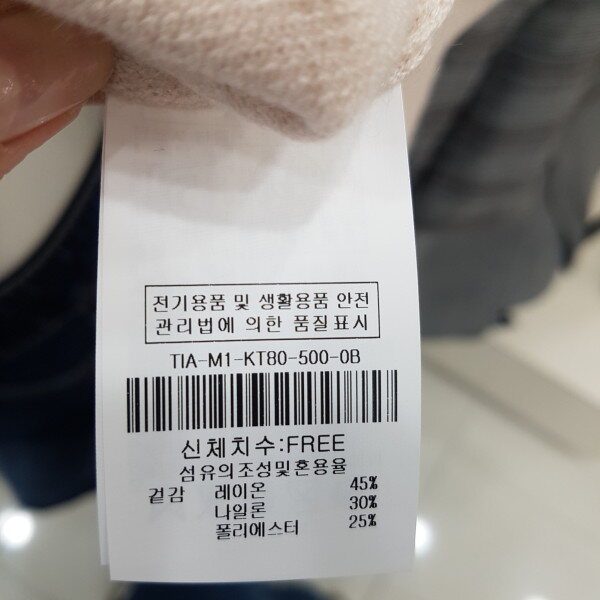 전기용품 및 생활용품 안전
관리법에 의한 품질표시
TIA-M1-KT80-500-0B
신체치수:FREE
섬유의조성및혼용율
겉감 레이온 45%
나일론 30%
폴리에스터 25%